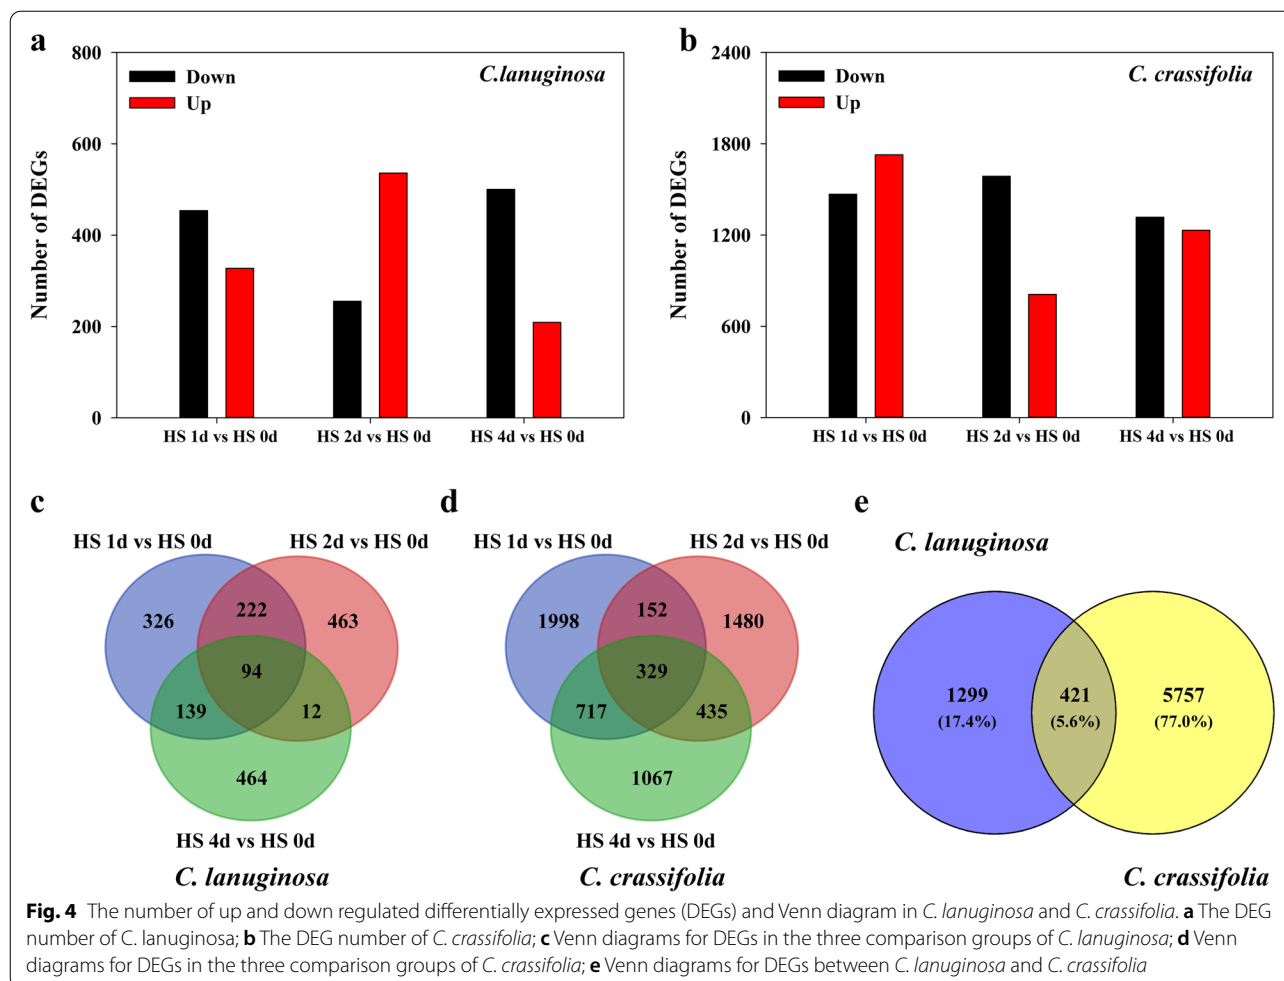 a
800
600
400
200
0
Number of DEGs
Down
Up
C.lanuginosa
HS 1d vs HS 0d
HS 2d vs HS 0d
HS 4d vs HS 0d
b
2400
1800
1200
600
0
Number of DEGs
Down
Up
C. crassifolia
HS 1d vs HS 0d
HS 2d vs HS 0d
HS 4d vs HS 0d
c
HS 1d vs HS 0d
HS 2d vs HS 0d
326
222
463
94
139
12
464
HS 4d vs HS 0d
C. lanuginosa
d
HS 1d vs HS 0d
HS 2d vs HS 0d
1998
152
1480
329
717
435
1067
HS 4d vs HS 0d
C. crassifolia
e
C. lanuginosa
1299
(17.4%)
421
(5.6%)
5757
(77.0%)
C. crassifolia
Fig. 4 The number of up and down regulated differentially expressed genes (DEGs) and Venn diagram in C. lanuginosa and C. crassifolia. a The DEG
number of C. lanuginosa; b The DEG number of C. crassifolia; c Venn diagrams for DEGs in the three comparison groups of C. lanuginosa; d Venn
diagrams for DEGs in the three comparison groups of C. crassifolia; e Venn diagrams for DEGs between C. lanuginosa and C. crassifolia